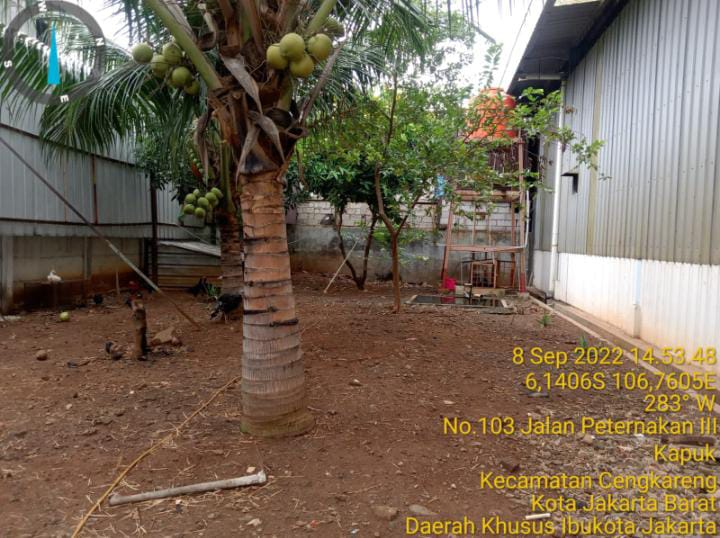 8 Sep 2022 14.53.48
6,1406S 106,7605E
283° W
No.103 Jalan Peternakan III
Kapuk
Kecamatan Cengkareng
Kota Jakarta Barat
Daerah Khusus Ibukota Jakarta